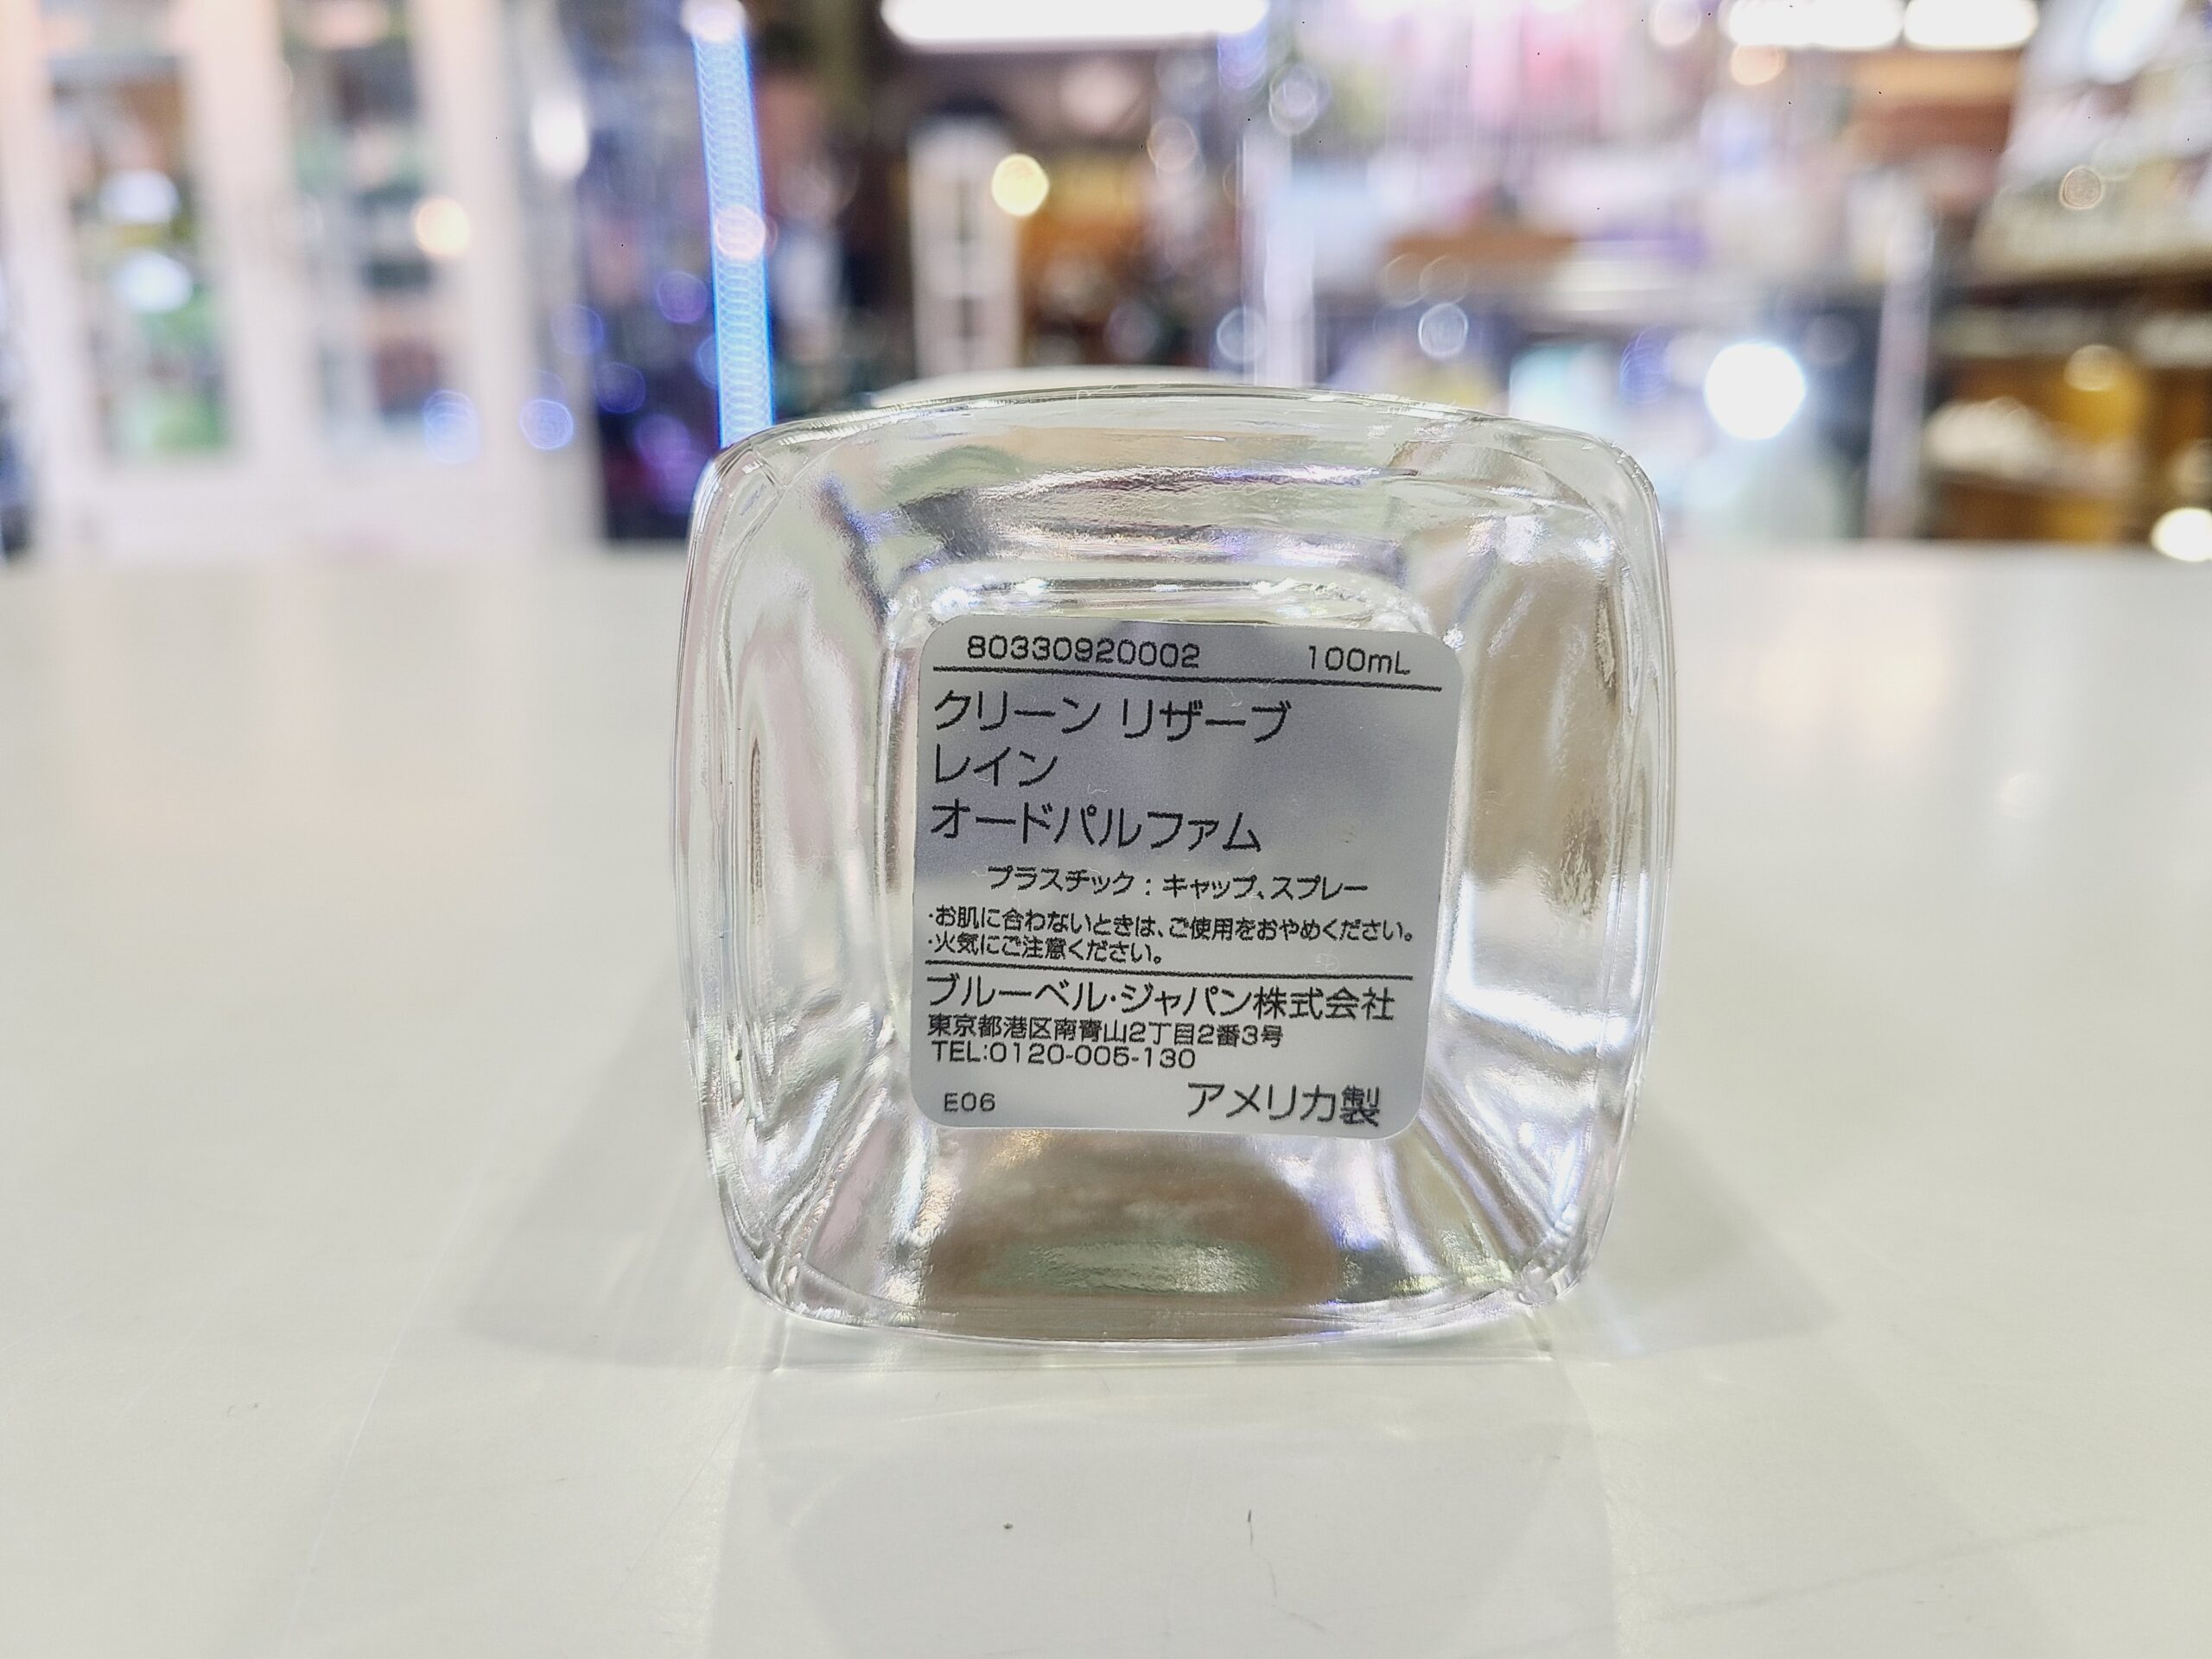 80330920002 100mL
クリーン リザーブ
レイン
オードパルファム
プラスチック : キャップ、スプレー
・お肌に合わないときは、ご使用をおやめください。
・火気にご注意ください。
ブルーベル・ジャパン株式会社
東京都港区南青山2丁目2番3号
TEL:0120-005-130
E06 アメリカ製